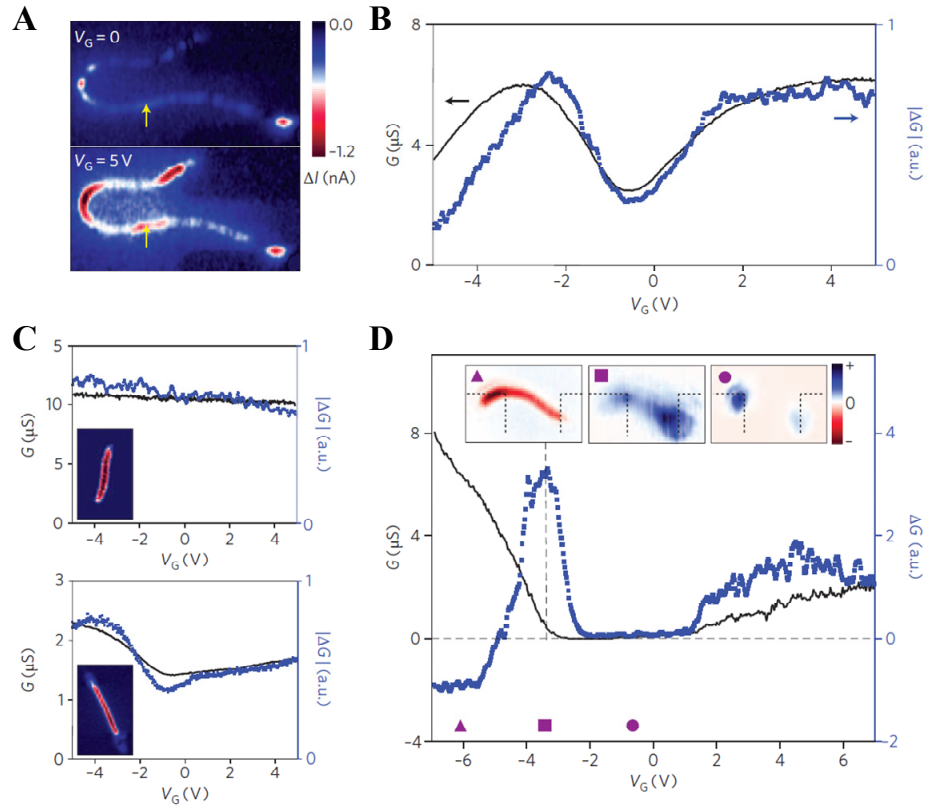 A
V_G = 0
0.0
V_G = 5 V
−1.2
ΔI (nA)
B
8
4
0
G (μS)
1
0
|ΔG| (a.u.)
−4
−2
0
2
4
V_G (V)
C
5
10
5
0
G (μS)
1
0
|ΔG| (a.u.)
−4
−2
0
2
4
V_G (V)
3
2
1
0
G (μS)
1
0
|ΔG| (a.u.)
−4
−2
0
2
4
V_G (V)
D
+
0
−
8
4
0
−4
G (μS)
4
2
0
−2
ΔG (a.u.)
−6
−4
−2
0
2
4
V_G (V)